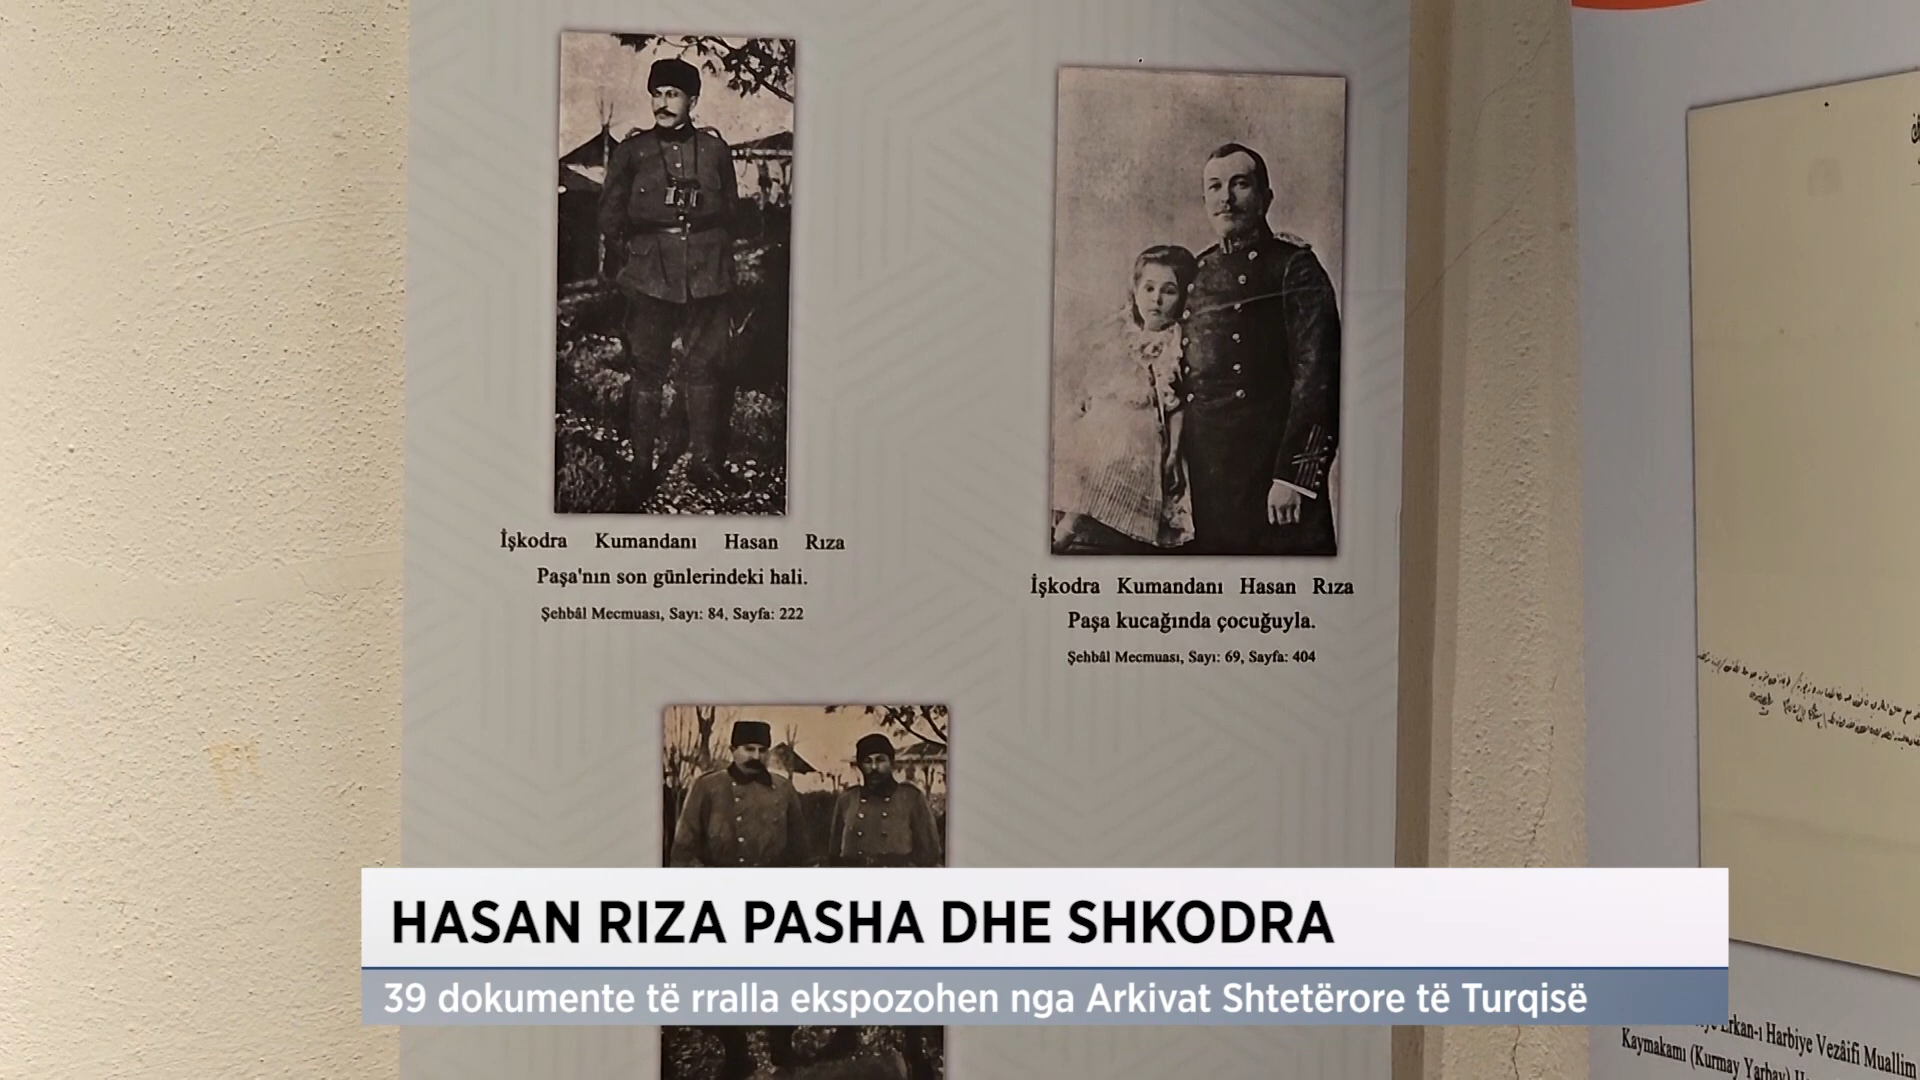 İşkodra Kumandanı Hasan Rıza
Paşa'nın son günlerindeki hali.
Şehbâl Mecmuası, Sayı: 84, Sayfa: 222
İşkodra Kumandanı Hasan Rıza
Paşa kucağında çocuğuyla.
Şehbâl Mecmuası, Sayı: 69, Sayfa: 404
Erkan-ı Harbiye Vezâifi Muallim
Kaymakamı (Kurmay Yarbay)
HASAN RIZA PASHA DHE SHKODRA
39 dokumente të rralla ekspozohen nga Arkivat Shtetërore të Turqisë